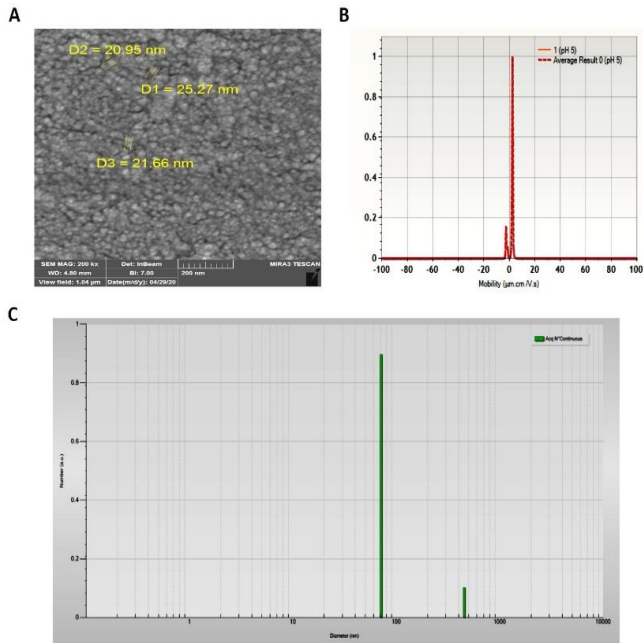 A
D2 = 20.95 nm
D1 = 25.27 nm
D3 = 21.66 nm
SEM MAG: 200 kx
Det: InBeam
MIRA3 TESCAN
WD: 4.80 mm
BI: 7.00
200 nm
View field: 1.04 µm
Date(m/d/y): 04/29/20
B
1 (pH 5)
Average Result 0 (pH 5)
1
0.8
0.6
0.4
0.2
0
-100 -80 -60 -40 -20 0 20 40 60 80 100
Mobility (µm.cm /V.s)
C
Acq N°Continuous
1
0.8
0.6
0.4
0.2
0
Number (a.u.)
1 10 100 1000 10000
Diameter (nm)